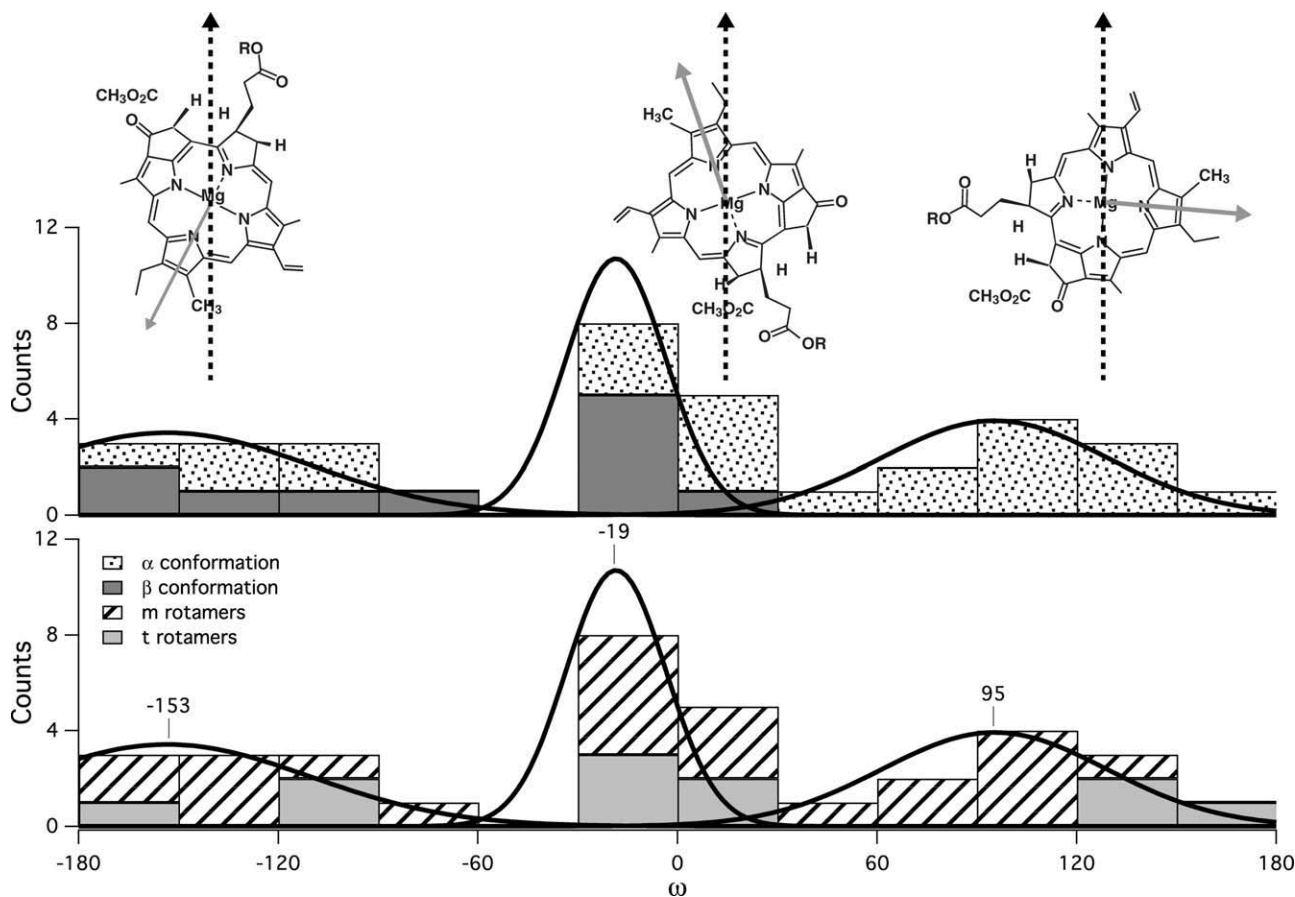 RO
O
CH₃O₂C
H
O
H
H
N
N
Mg
N
N
CH₃
H₃C
N
N
Mg
N
N
O
H
H
H
CH₃O₂C
O
OR
H
N
CH₃
O
N
Mg
N
RO
H
N
H
CH₃O₂C
O
12
8
4
0
Counts
-19
12
8
4
0
Counts
α conformation
β conformation
m rotamers
t rotamers
-153
95
-180 -120 -60 0 60 120 180
ω